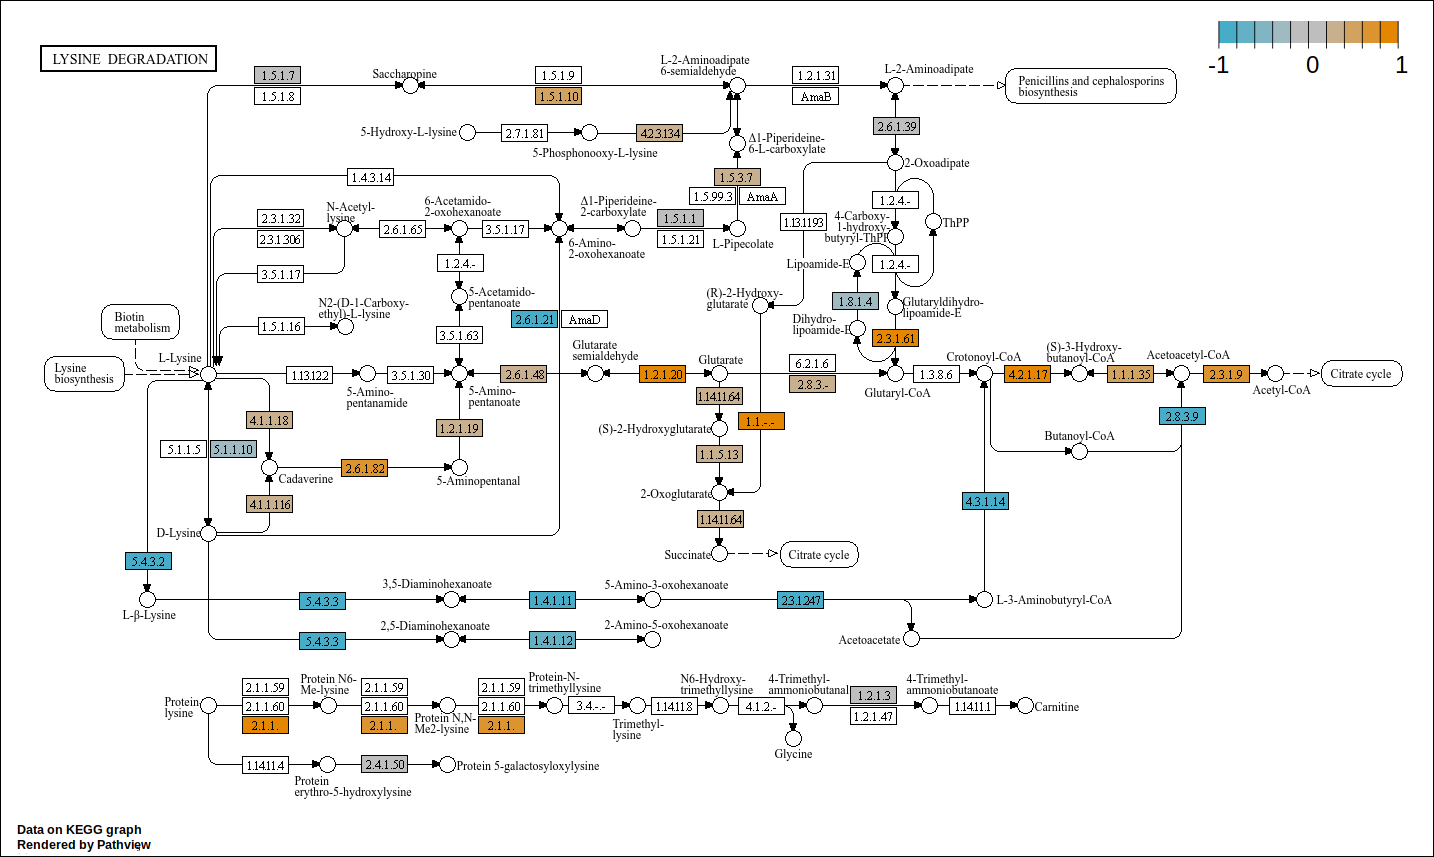 LYSINE DEGRADATION
-1 0 1
1.5.1.7
1.5.1.8
Saccharopine
1.5.1.9
1.5.1.10
L-2-Aminoadipate
6-semialdehyde
1.2.1.31
AmaB
L-2-Aminoadipate
Penicillins and cephalosporins
biosynthesis
5-Hydroxy-L-lysine
2.7.1.81
5-Phosphonooxy-L-lysine
4.2.3.134
Δ1-Piperideine-
6-L-carboxylate
2.6.1.39
2-Oxoadipate
1.4.3.14
1.5.3.7
1.5.99.3
AmaA
1.2.4.-
ThPP
2.3.1.32
2.3.1.306
N-Acetyl-
lysine
2.6.1.65
6-Acetamido-
2-oxohexanoate
3.5.1.17
Δ1-Piperideine-
2-carboxylate
6-Amino-
2-oxohexanoate
1.5.1.1
1.5.1.21
L-Pipecolate
1.13.11.93
4-Carboxy-
1-hydroxy-
butyryl-ThPP
3.5.1.17
1.2.4.-
Lipoamide-E
1.2.4.-
N2-(D-1-Carboxy-
ethyl)-L-lysine
1.5.1.16
5-Acetamido-
pentanoate
(R)-2-Hydroxy-
glutarate
1.8.1.4
Glutaryldihydro-
lipoamide-E
Dihydro-
lipoamide-E
Biotin
metabolism
3.5.1.63
2.6.1.21
AmaD
2.3.1.61
Lysine
biosynthesis
L-Lysine
1.13.12.2
5-Amino-
pentanamide
3.5.1.30
5-Amino-
pentanoate
2.6.1.48
Glutarate
semialdehyde
1.2.1.20
Glutarate
6.2.1.6
2.8.3.-
Glutaryl-CoA
1.3.8.6
Crotonoyl-CoA
4.2.1.17
(S)-3-Hydroxy-
butanoyl-CoA
1.1.1.35
Acetoacetyl-CoA
2.3.1.9
Acetyl-CoA
Citrate cycle
4.1.1.18
1.2.1.19
1.14.11.64
(S)-2-Hydroxyglutarate
1.1.-.-
2.8.3.9
Butanoyl-CoA
5.1.1.5
5.1.1.10
Cadaverine
2.6.1.82
5-Aminopentanal
1.1.5.13
2-Oxoglutarate
4.1.1.116
4.3.1.14
1.14.11.64
D-Lysine
Succinate
Citrate cycle
5.4.3.2
L-β-Lysine
5.4.3.3
3,5-Diaminohexanoate
1.4.1.11
5-Amino-3-oxohexanoate
2.3.1.247
L-3-Aminobutyryl-CoA
5.4.3.3
2,5-Diaminohexanoate
1.4.1.12
2-Amino-5-oxohexanoate
Acetoacetate
Protein
lysine
2.1.1.59
2.1.1.60
2.1.1.
Protein N6-
Me-lysine
2.1.1.59
2.1.1.60
2.1.1.
Protein N,N-
Me2-lysine
2.1.1.59
2.1.1.60
2.1.1.
Protein-N-
trimethyllysine
3.4.-.-
Trimethyl-
lysine
1.14.11.8
N6-Hydroxy-
trimethyllysine
4.1.2.-
Glycine
4-Trimethyl-
ammoniobutanal
1.2.1.3
1.2.1.47
4-Trimethyl-
ammoniobutanoate
1.14.11.1
Carnitine
1.14.11.4
Protein
erythro-5-hydroxylysine
2.4.1.50
Protein 5-galactosyloxylysine
Data on KEGG graph
Rendered by Pathview